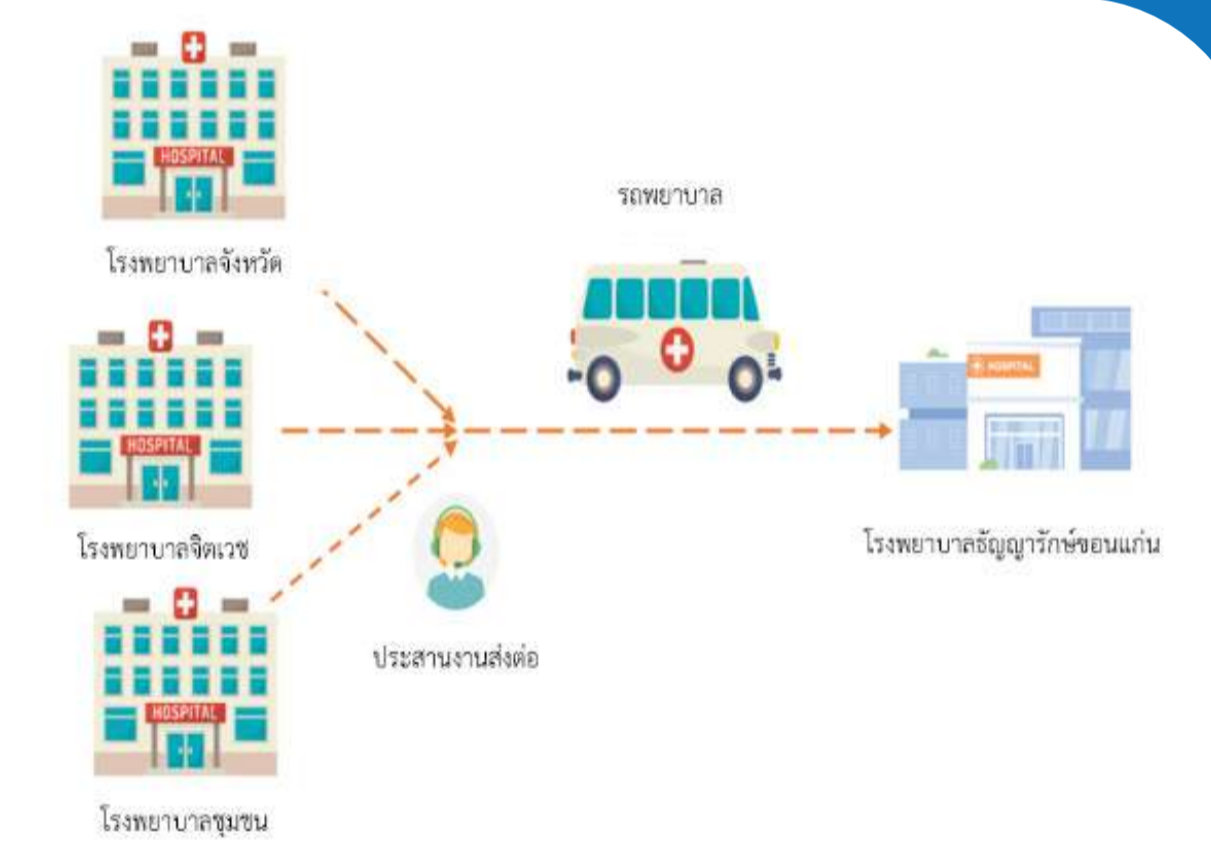 HOSPITAL
โรงพยาบาลจังหวัด
รถพยาบาล
HOSPITAL
โรงพยาบาลจิตเวช
HOSPITAL
โรงพยาบาลธัญญารักษ์ขอนแก่น
ประสานงานส่งต่อ
HOSPITAL
โรงพยาบาลชุมชน